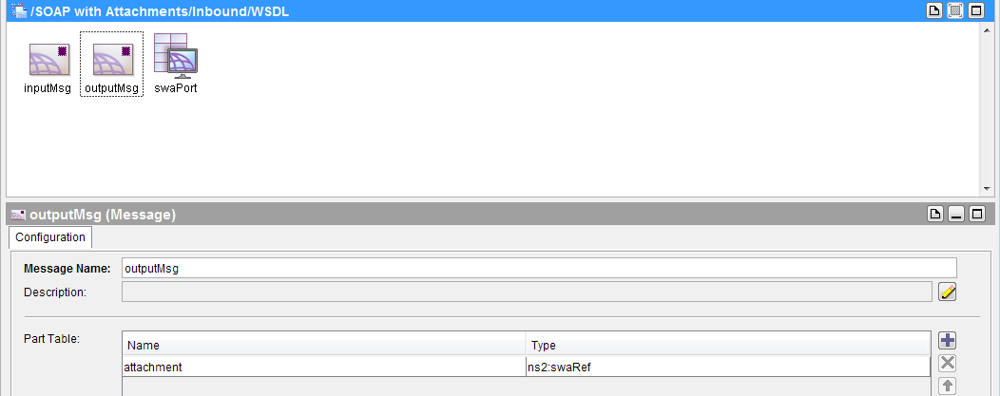 /SOAP with Attachments/Inbound/WSDL
inputMsg outputMsg swaPort
outputMsg (Message)
Configuration
Message Name: outputMsg
Description:
Part Table:
Name Type
attachment ns2:swaRef